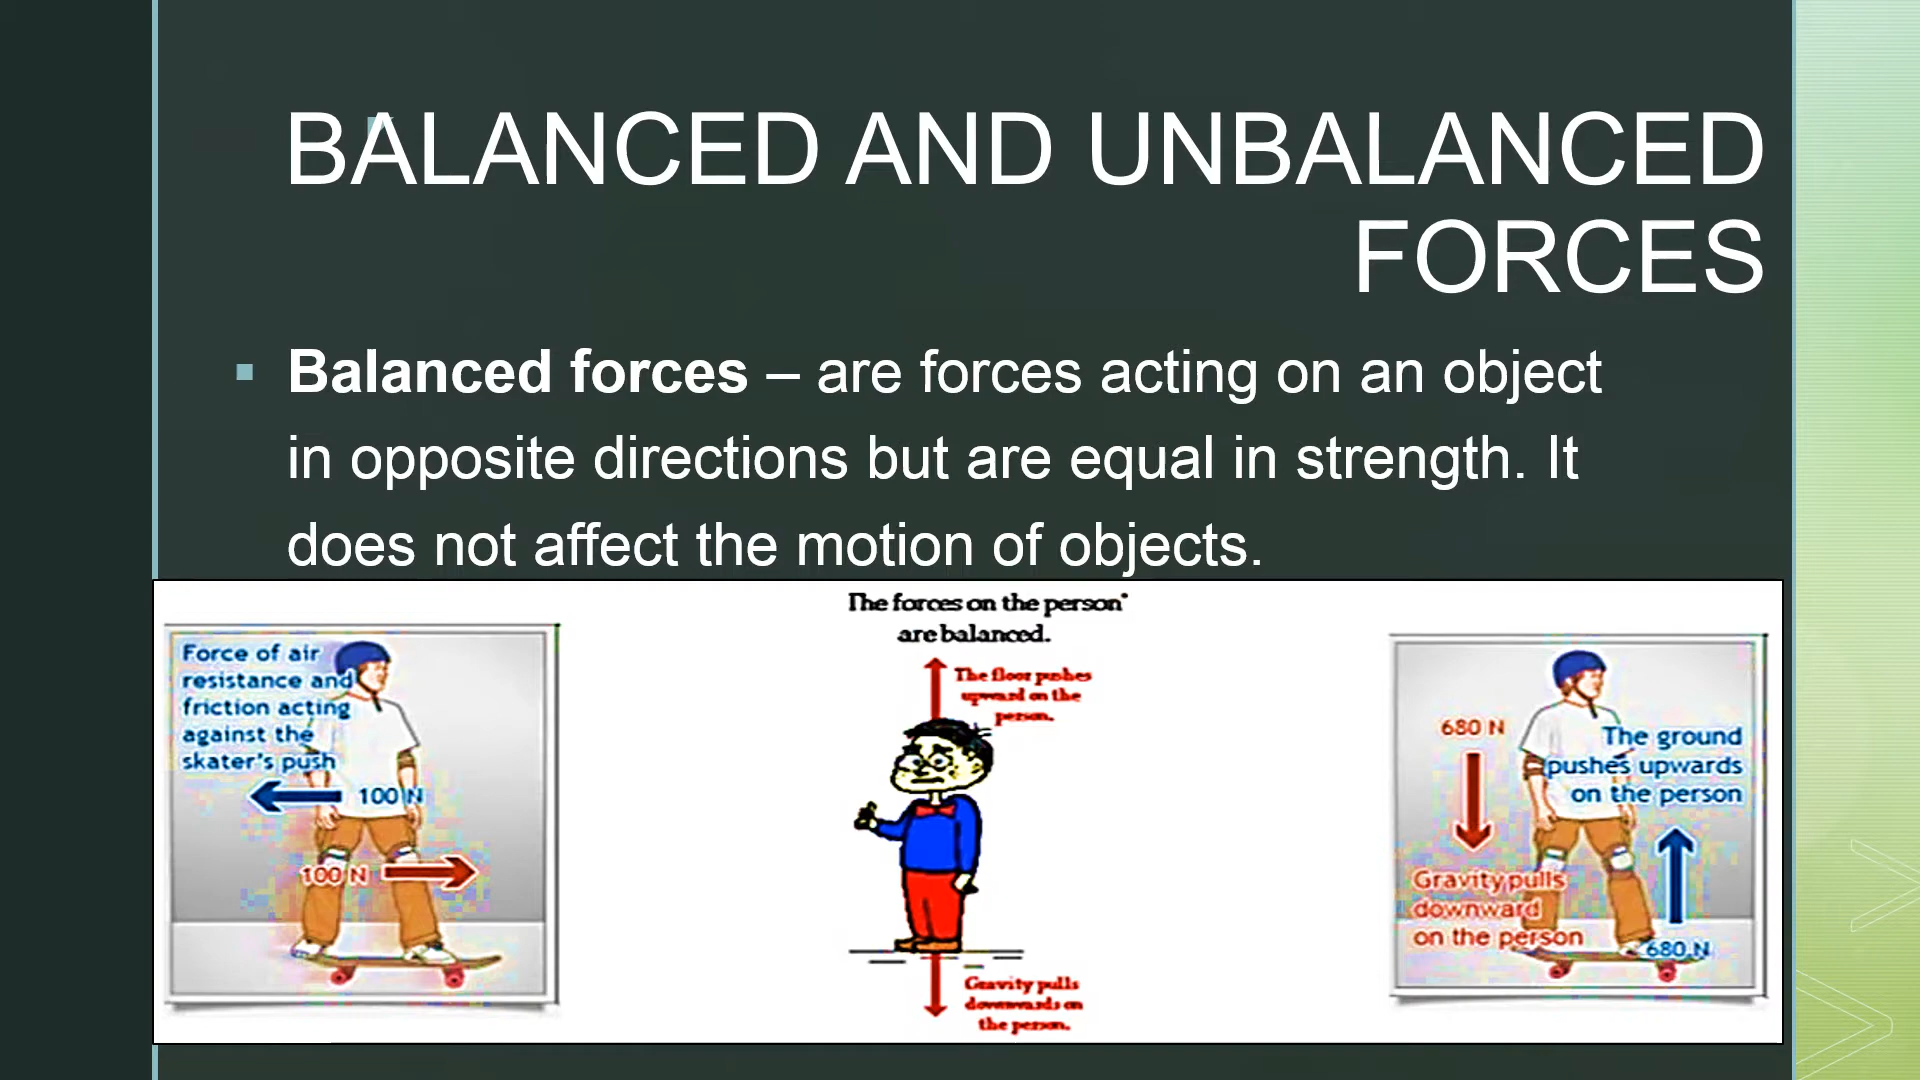 BALANCED AND UNBALANCED
FORCES
Balanced forces – are forces acting on an object
in opposite directions but are equal in strength. It
does not affect the motion of objects.
Force of air
resistance and
friction acting
against the
skater's push
100 N
100 N
The forces on the person
are balanced.
The floor pushes
upward on the
person.
Gravity pulls
downwards on
the person.
680 N
The ground
pushes upwards
on the person
Gravity pulls
downward
on the person
680 N